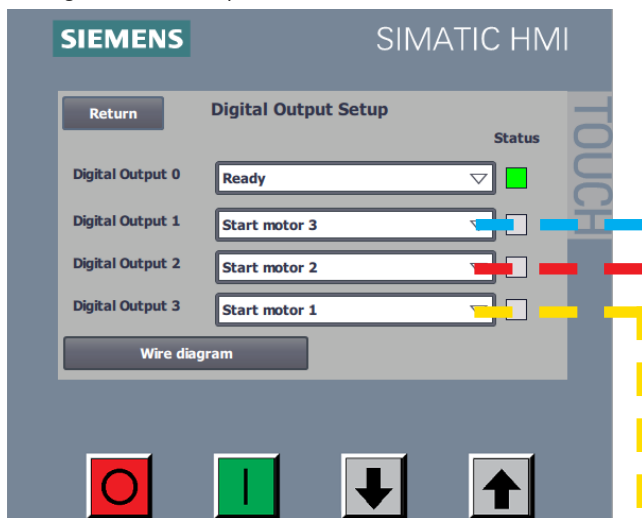 SIEMENS
SIMATIC HMI
TOUCH
Return
Digital Output Setup
Status
Digital Output 0
Ready
Digital Output 1
Start motor 3
Digital Output 2
Start motor 2
Digital Output 3
Start motor 1
Wire diagram